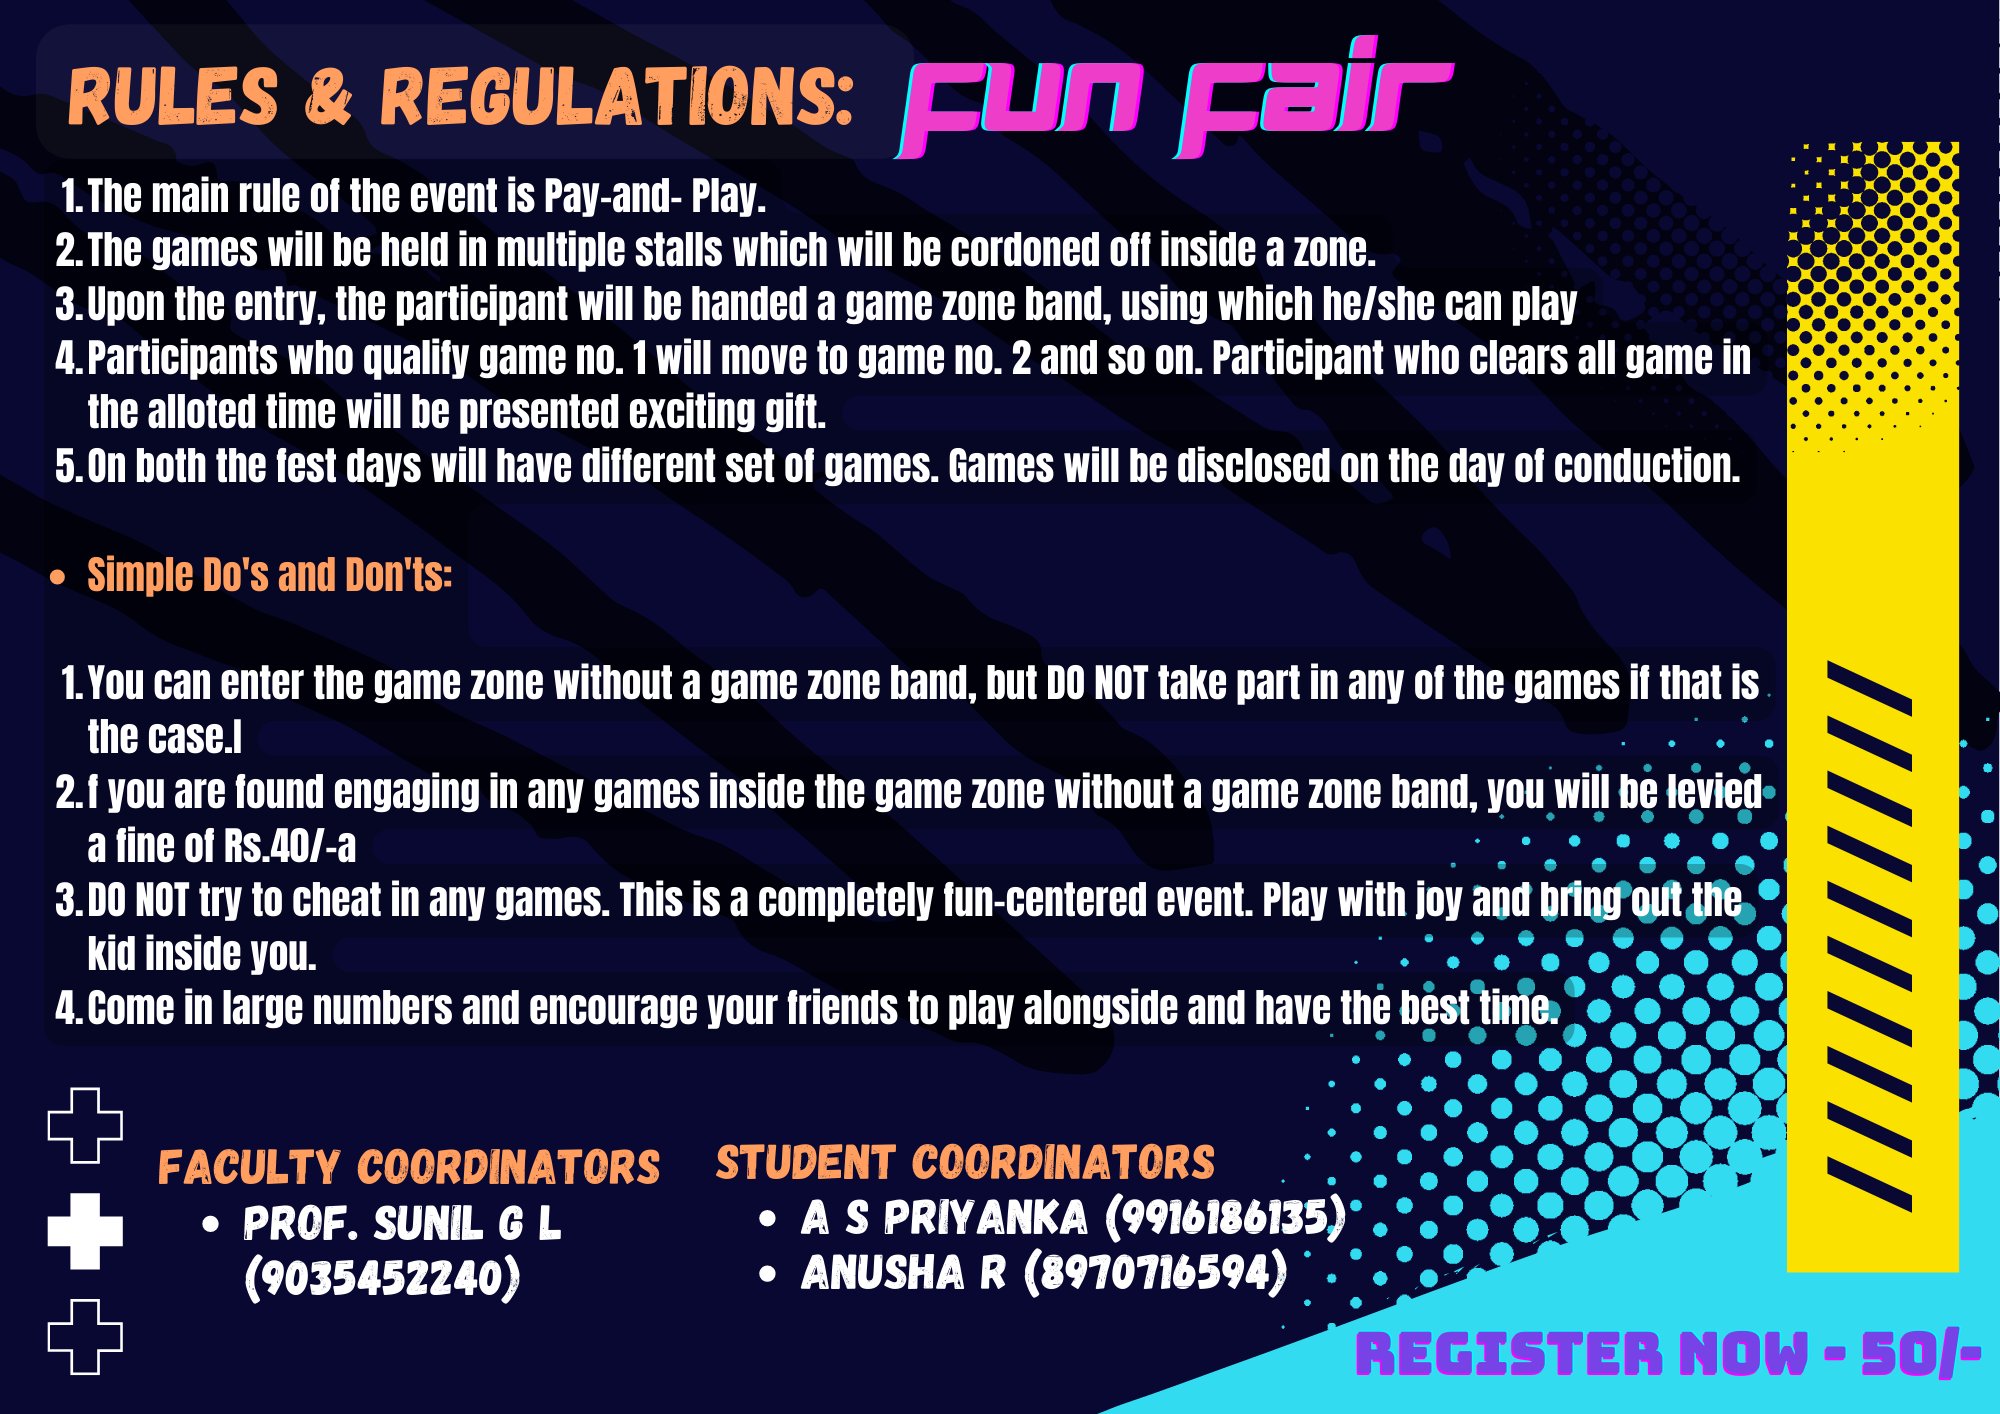 RULES & REGULATIONS: Fun Fair
1. The main rule of the event is Pay-and- Play.
2. The games will be held in multiple stalls which will be cordoned off inside a zone.
3. Upon the entry, the participant will be handed a game zone band, using which he/she can play
4. Participants who qualify game no. 1 will move to game no. 2 and so on. Participant who clears all game in
the alloted time will be presented exciting gift.
5. On both the fest days will have different set of games. Games will be disclosed on the day of conduction.
• Simple Do's and Don'ts:
1. You can enter the game zone without a game zone band, but DO NOT take part in any of the games if that is
the case.I
2. f you are found engaging in any games inside the game zone without a game zone band, you will be levied
a fine of Rs.40/-a
3. DO NOT try to cheat in any games. This is a completely fun-centered event. Play with joy and bring out the
kid inside you.
4. Come in large numbers and encourage your friends to play alongside and have the best time.
FACULTY COORDINATORS
• PROF. SUNIL G L
(9035452240)
STUDENT COORDINATORS
• A S PRIYANKA (9916186135)
• ANUSHA R (8970716594)
REGISTER NOW - 50/-